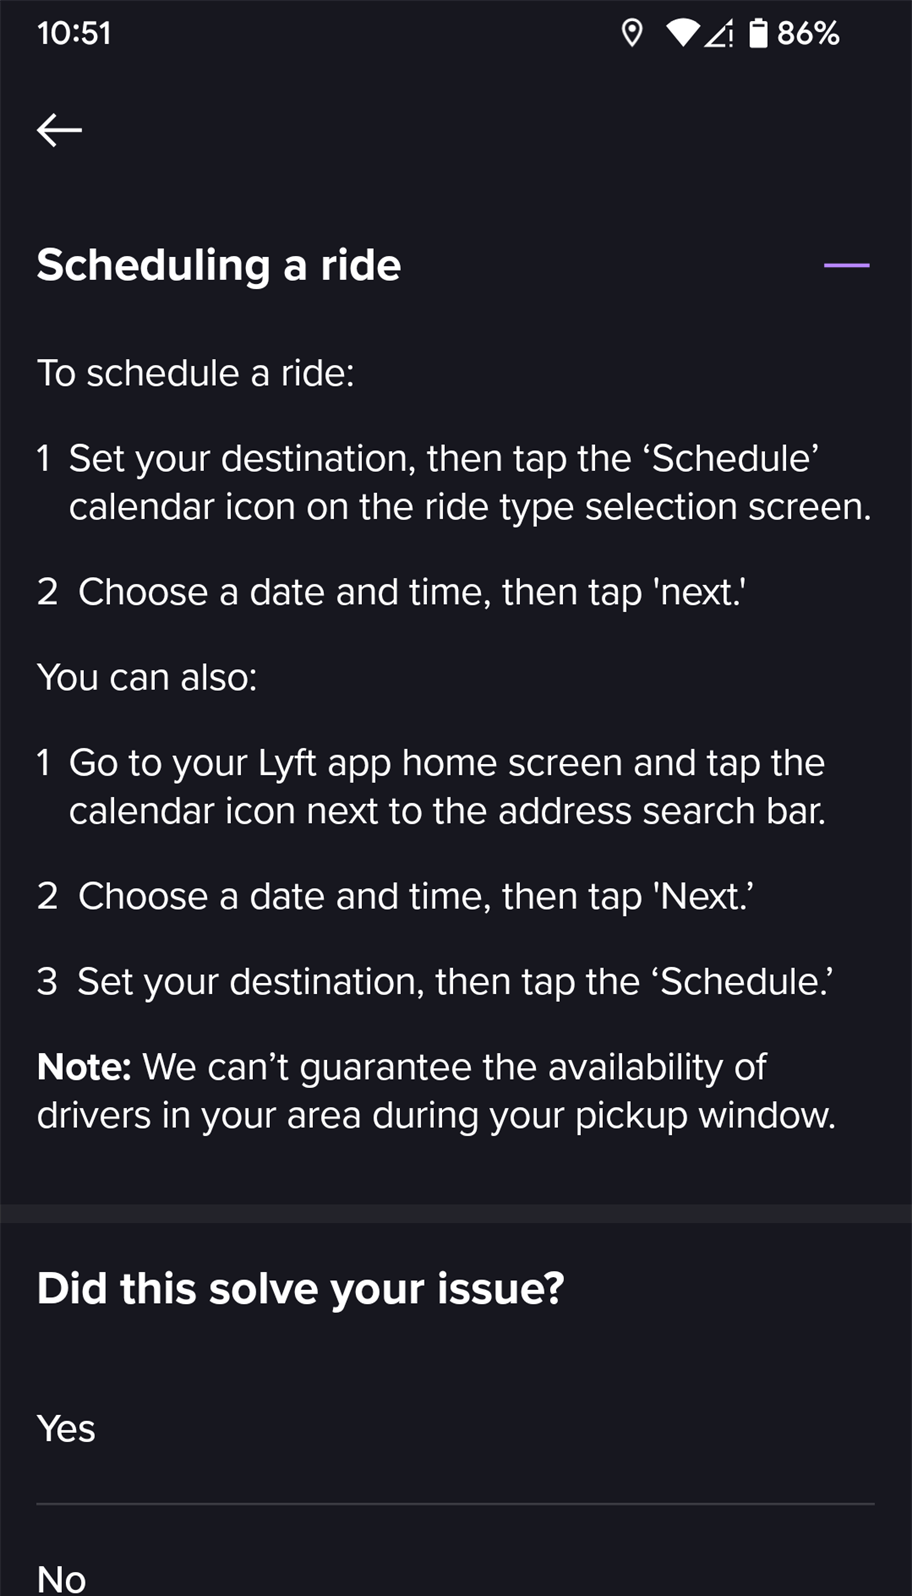 10:51
86%
Scheduling a ride
To schedule a ride:
1 Set your destination, then tap the ‘Schedule’
calendar icon on the ride type selection screen.
2 Choose a date and time, then tap 'next.'
You can also:
1 Go to your Lyft app home screen and tap the
calendar icon next to the address search bar.
2 Choose a date and time, then tap 'Next.’
3 Set your destination, then tap the ‘Schedule.’
Note: We can’t guarantee the availability of
drivers in your area during your pickup window.
Did this solve your issue?
Yes
No